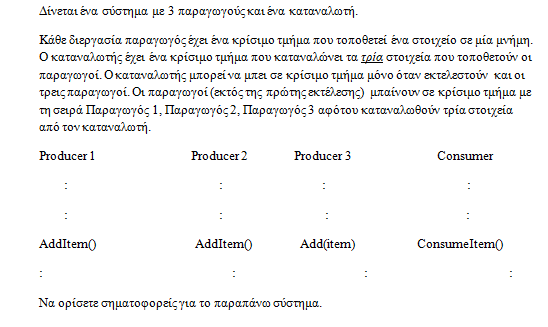 Δίνεται ένα σύστημα με 3 παραγωγούς και ένα καταναλωτή.
Κάθε διεργασία παραγωγός έχει ένα κρίσιμο τμήμα που τοποθετεί ένα στοιχείο σε μία μνήμη.
Ο καταναλωτής έχει ένα κρίσιμο τμήμα που καταναλώνει τα τρία στοιχεία που τοποθετούν οι
παραγωγοί. Ο καταναλωτής μπορεί να μπει σε κρίσιμο τμήμα μόνο όταν εκτελεστούν και οι
τρεις παραγωγοί. Οι παραγωγοί (εκτός της πρώτης εκτέλεσης) μπαίνουν σε κρίσιμο τμήμα με
τη σειρά Παραγωγός 1, Παραγωγός 2, Παραγωγός 3 αφότου καταναλωθούν τρία στοιχεία
από τον καταναλωτή.
Producer 1 Producer 2 Producer 3 Consumer
: : : :
: : : :
AddItem() AddItem() Add(item) ConsumeItem()
: : : :
Να ορίσετε σηματοφορείς για το παραπάνω σύστημα.